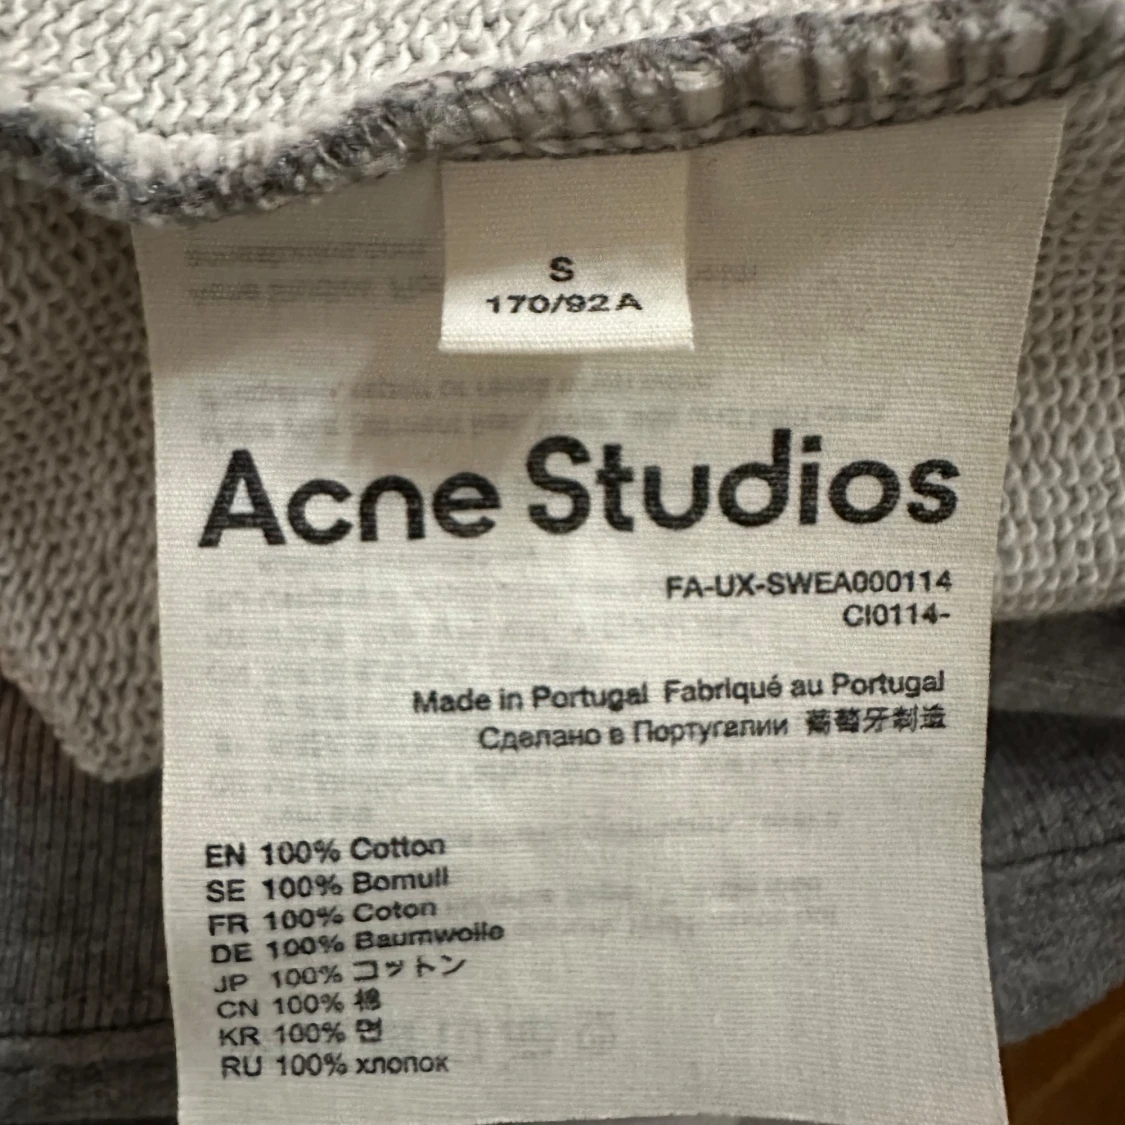 S
170/92A
Acne Studios
FA-UX-SWEA000114
CI0114-
Made in Portugal Fabriqué au Portugal
Сделано в Португалии 葡萄牙制造
EN 100% Cotton
SE 100% Bomull
FR 100% Coton
DE 100% Baumwolle
JP 100% コットン
CN 100% 棉
KR 100% 면
RU 100% хлопок